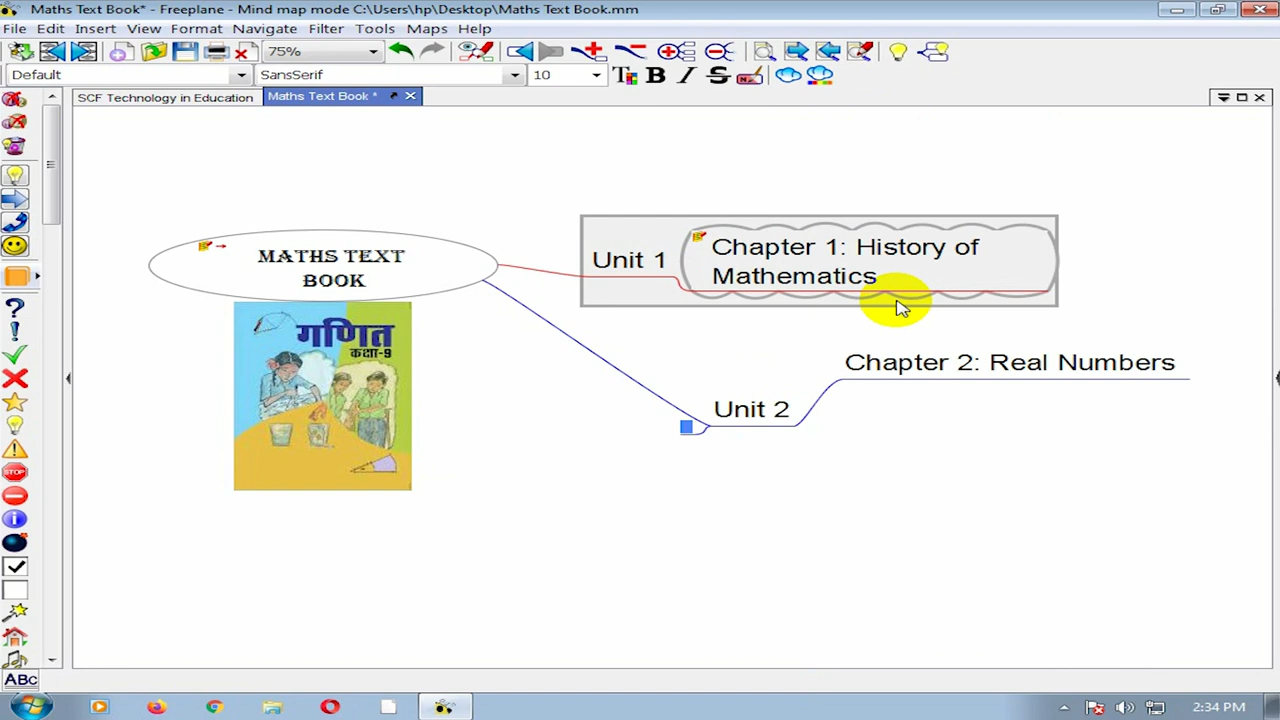 Maths Text Book* - Freeplane - Mind map mode C:\Users\hp\Desktop\Maths Text Book.mm
File Edit Insert View Format Navigate Filter Tools Maps Help
75%
Default SansSerif 10
SCF Technology in Education Maths Text Book *
MATHS TEXT
BOOK
गणित
कक्षा-9
Unit 1
Chapter 1: History of
Mathematics
Chapter 2: Real Numbers
Unit 2
STOP
ABC
2:34 PM